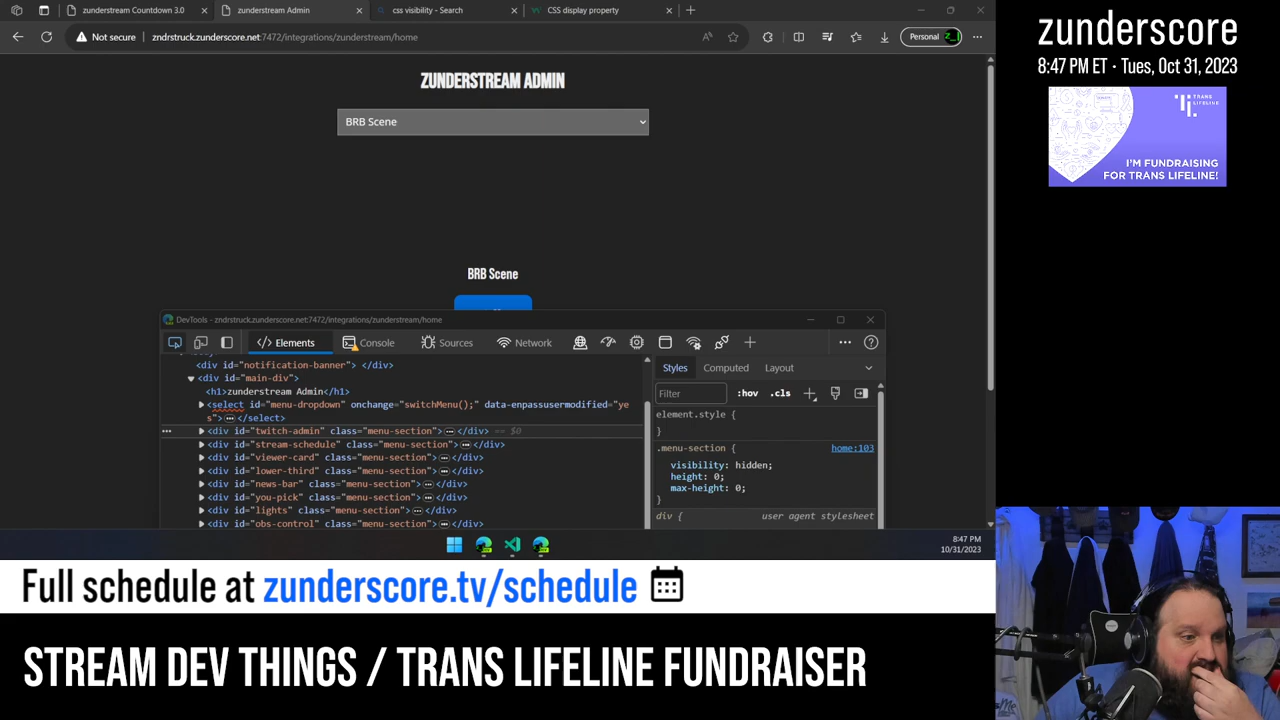 zunderstream Countdown 3.0
zunderstream Admin
css visibility - Search
CSS display property
Not secure
zndrstruck.zunderscore.net:7472/integrations/zunderstream/home
Personal
ZUNDERSTREAM ADMIN
BRB Scene
BRB Scene
DevTools - zndrstruck.zunderscore.net:7472/integrations/zunderstream/home
Elements
Console
Sources
Network
<div id="notification-banner"> </div>
<div id="main-div">
<h1>zunderstream Admin</h1>
<select id="menu-dropdown" onchange="switchMenu();" data-enpassusermodified="ye
s"> </select>
<div id="twitch-admin" class="menu-section"> </div> == $0
<div id="stream-schedule" class="menu-section"> </div>
<div id="viewer-card" class="menu-section"> </div>
<div id="lower-third" class="menu-section"> </div>
<div id="news-bar" class="menu-section"> </div>
<div id="you-pick" class="menu-section"> </div>
<div id="lights" class="menu-section"> </div>
<div id="obs-control" class="menu-section"> </div>
Styles
Computed
Layout
Filter
:hov
.cls
element.style {
}
.menu-section {
home:103
visibility: hidden;
height: 0;
max-height: 0;
}
div {
user agent stylesheet
8:47 PM
10/31/2023
zunderscore
8:47 PM ET · Tues, Oct 31, 2023
TRANS
LIFELINE
I'M FUNDRAISING
FOR TRANS LIFELINE!
Full schedule at zunderscore.tv/schedule
STREAM DEV THINGS / TRANS LIFELINE FUNDRAISER